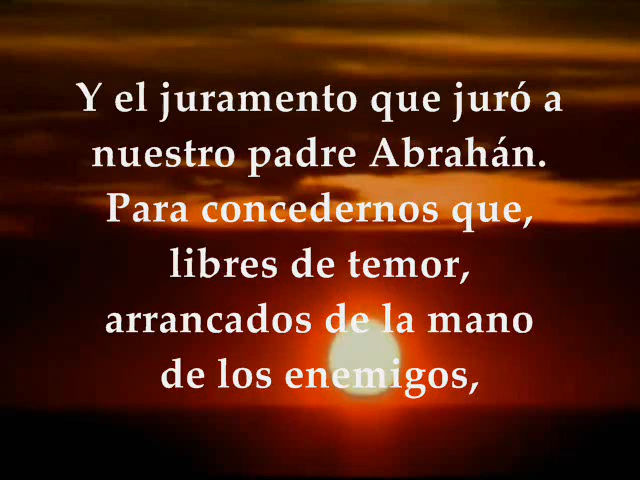 Y el juramento que juró a
nuestro padre Abrahán.
Para concedernos que,
libres de temor,
arrancados de la mano
de los enemigos,